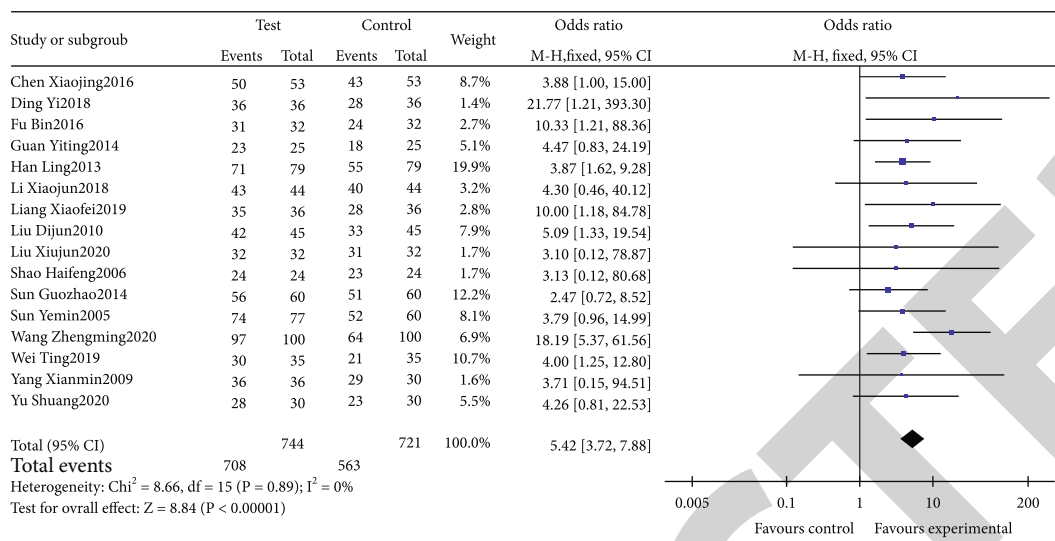 Test Control Odds ratio Odds ratio
Study or subgroup Weight
Events Total Events Total M-H,fixed, 95% CI M-H, fixed, 95% CI
Chen Xiaojing2016 50 53 43 53 8.7% 3.88 [1.00, 15.00]
Ding Yi2018 36 36 28 36 1.4% 21.77 [1.21, 393.30]
Fu Bin2016 31 32 24 32 2.7% 10.33 [1.21, 88.36]
Guan Yiting2014 23 25 18 25 5.1% 4.47 [0.83, 24.19]
Han Ling2013 71 79 55 79 19.9% 3.87 [1.62, 9.28]
Li Xiaojun2018 43 44 40 44 3.2% 4.30 [0.46, 40.12]
Liang Xiaofei2019 35 36 28 36 2.8% 10.00 [1.18, 84.78]
Liu Dijun2010 42 45 33 45 7.9% 5.09 [1.33, 19.54]
Liu Xiujun2020 32 32 31 32 1.7% 3.10 [0.12, 78.87]
Shao Haifeng2006 24 24 23 24 1.7% 3.13 [0.12, 80.68]
Sun Guozhao2014 56 60 51 60 12.2% 2.47 [0.72, 8.52]
Sun Yemin2005 74 77 52 60 8.1% 3.79 [0.96, 14.99]
Wang Zhengming2020 97 100 64 100 6.9% 18.19 [5.37, 61.56]
Wei Ting2019 30 35 21 35 10.7% 4.00 [1.25, 12.80]
Yang Xianmin2009 36 36 29 30 1.6% 3.71 [0.15, 94.51]
Yu Shuang2020 28 30 23 30 5.5% 4.26 [0.81, 22.53]
Total (95% CI) 744 721 100.0% 5.42 [3.72, 7.88]
Total events 708 563
Heterogeneity: Chi² = 8.66, df = 15 (P = 0.89); I² = 0%
Test for ovrall effect: Z = 8.84 (P < 0.00001)
0.005 0.1 1 10 200
Favours control Favours experimental